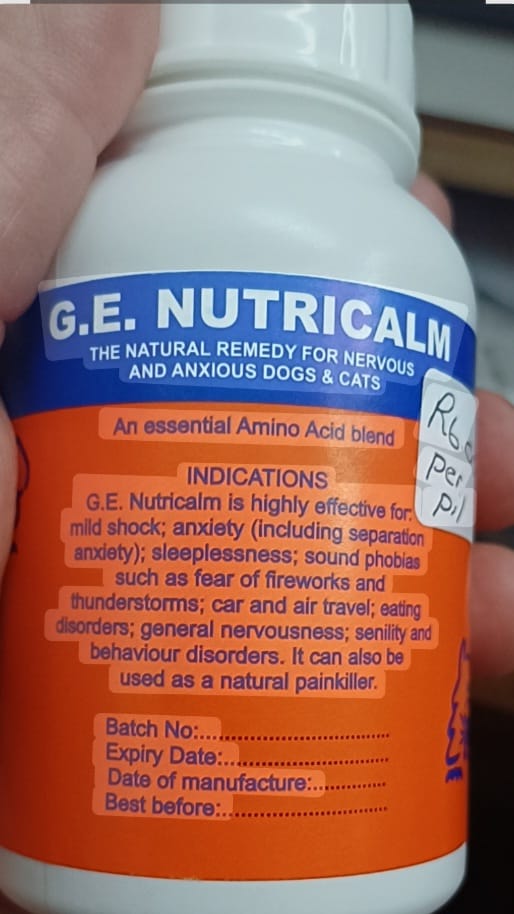 G.E. NUTRICALM
THE NATURAL REMEDY FOR NERVOUS
AND ANXIOUS DOGS & CATS
An essential Amino Acid blend
INDICATIONS
G.E. Nutricalm is highly effective for:
mild shock; anxiety (including separation
anxiety); sleeplessness; sound phobias
such as fear of fireworks and
thunderstorms; car and air travel; eating
disorders; general nervousness; senility and
behaviour disorders. It can also be
used as a natural painkiller.
Batch No:
Expiry Date:
Date of manufacture:
Best before:
per
pil